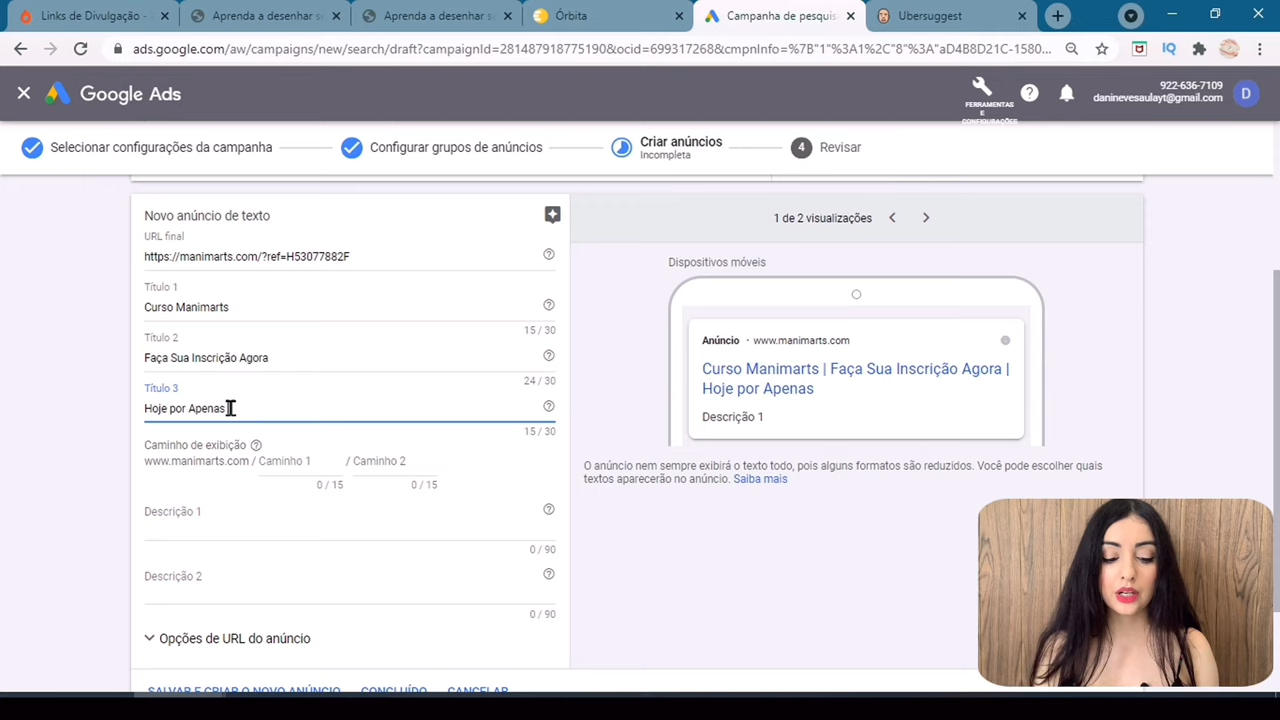 Links de Divulgação -
Aprenda a desenhar se
Aprenda a desenhar se
Órbita
Campanha de pesquis
Ubersuggest
ads.google.com/aw/campaigns/new/search/draft?campaignId=281487918775190&ocid=699317268&cmpnInfo=%7B"1"%3A1%2C"8"%3A"aD4B8D21C-1580...
Google Ads
FERRAMENTAS
E
CONFIGURAÇÕES
922-636-7109
daninevesaulayt@gmail.com
D
Selecionar configurações da campanha
Configurar grupos de anúncios
Criar anúncios
Incompleta
4
Revisar
Novo anúncio de texto
URL final
https://manimarts.com/?ref=H53077882F
Título 1
Curso Manimarts
15 / 30
Título 2
Faça Sua Inscrição Agora
24 / 30
Título 3
Hoje por Apenas
15 / 30
Caminho de exibição
www.manimarts.com / Caminho 1 / Caminho 2
0 / 15 0 / 15
Descrição 1
0 / 90
Descrição 2
0 / 90
Opções de URL do anúncio
SALVAR E CRIAR O NOVO ANÚNCIO CONCLUÍDO CANCELAR
1 de 2 visualizações
Dispositivos móveis
Anúncio · www.manimarts.com
Curso Manimarts | Faça Sua Inscrição Agora |
Hoje por Apenas
Descrição 1
O anúncio nem sempre exibirá o texto todo, pois alguns formatos são reduzidos. Você pode escolher quais
textos aparecerão no anúncio. Saiba mais